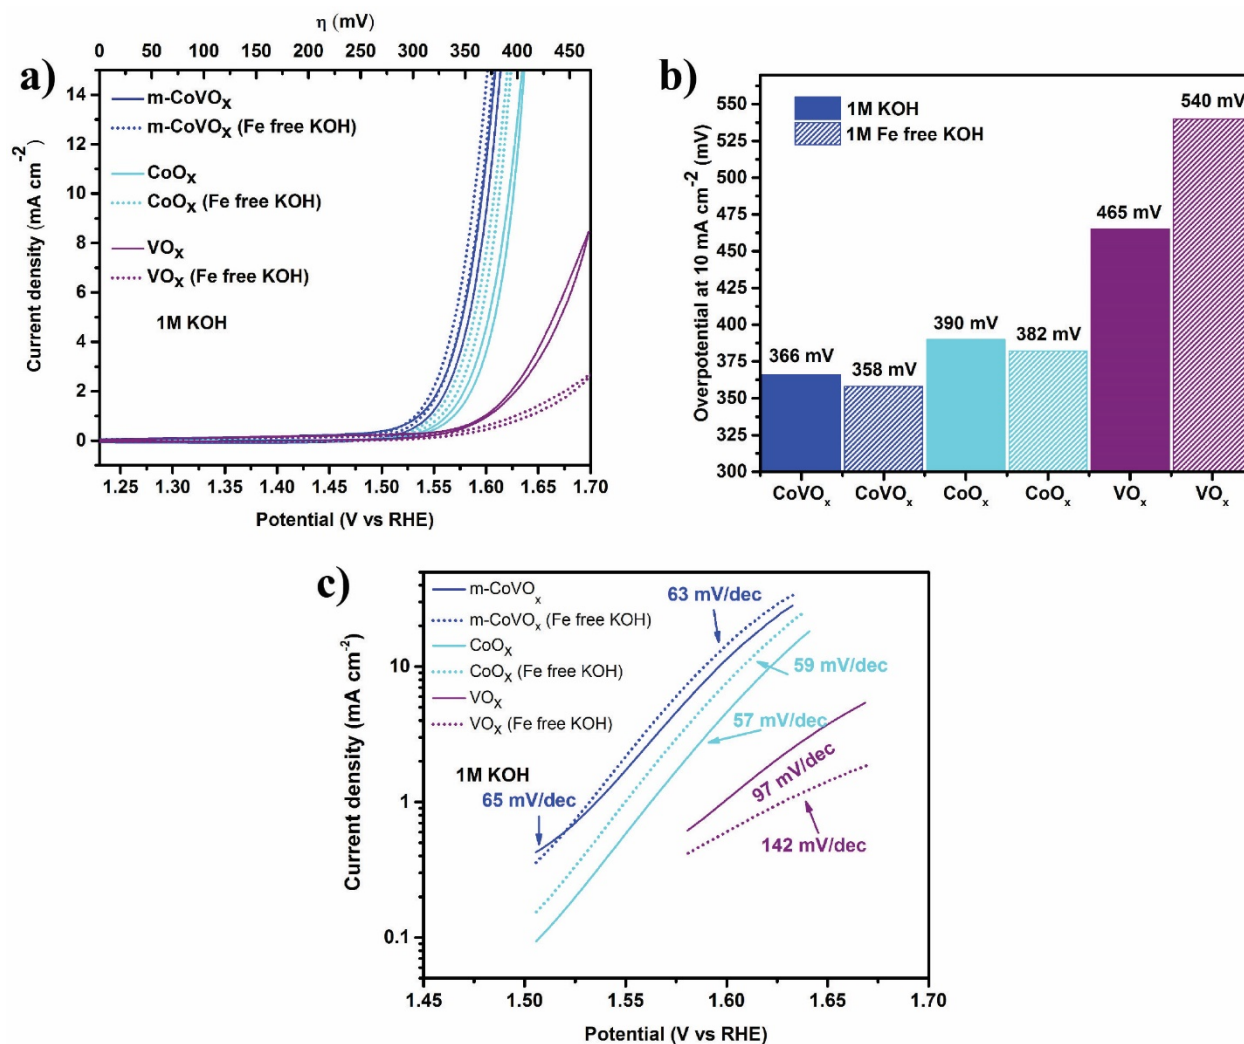 a)
η (mV)
0 50 100 150 200 250 300 350 400 450
m-CoVOₓ
m-CoVOₓ (Fe free KOH)
CoOₓ
CoOₓ (Fe free KOH)
VOₓ
VOₓ (Fe free KOH)
1M KOH
Current density (mA cm⁻²)
14
12
10
8
6
4
2
0
1.25 1.30 1.35 1.40 1.45 1.50 1.55 1.60 1.65 1.70
Potential (V vs RHE)
b)
1M KOH
1M Fe free KOH
Overpotential at 10 mA cm⁻² (mV)
550
525
500
475
450
425
400
375
350
325
300
366 mV
358 mV
390 mV
382 mV
465 mV
540 mV
CoVOₓ CoVOₓ CoOₓ CoOₓ VOₓ VOₓ
c)
m-CoVOₓ
m-CoVOₓ (Fe free KOH)
CoOₓ
CoOₓ (Fe free KOH)
VOₓ
VOₓ (Fe free KOH)
1M KOH
65 mV/dec
63 mV/dec
59 mV/dec
57 mV/dec
97 mV/dec
142 mV/dec
Current density (mA cm⁻²)
10
1
0.1
1.45 1.50 1.55 1.60 1.65 1.70
Potential (V vs RHE)